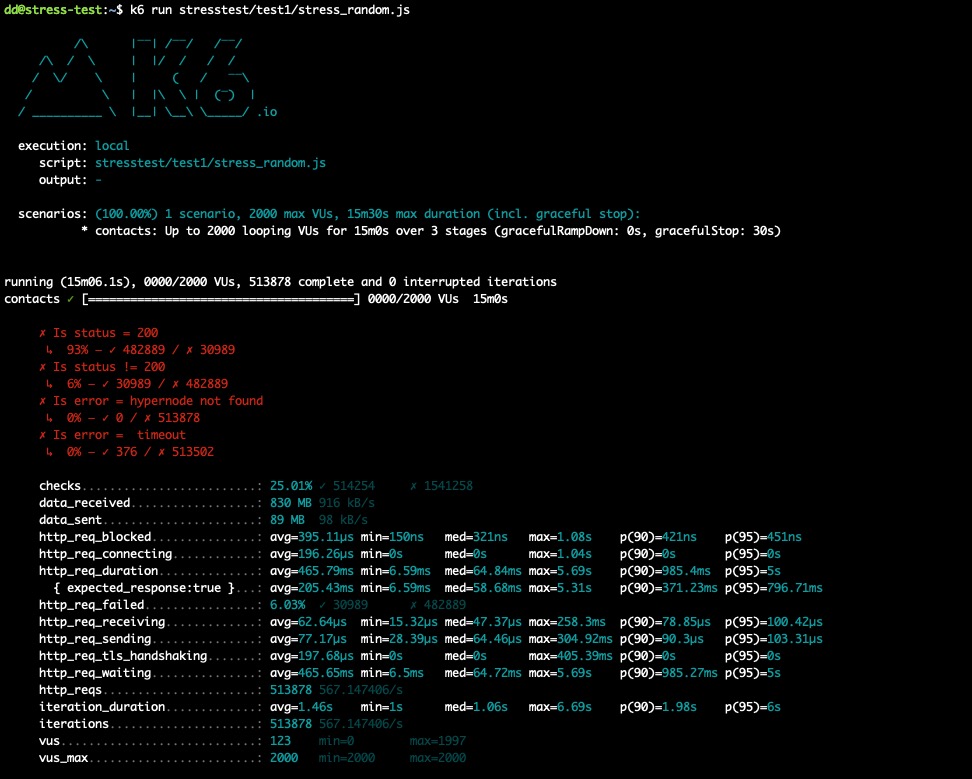 dd@stress-test:~$ k6 run stresstest/test1/stress_random.js
          /\      |‾‾| /‾‾/   /‾‾/
     /\  /  \     |  |/  /   /  /
    /  \/    \    |     (   /   ‾‾\
   /          \   |  |\  \ |  (‾)  |
  / __________ \  |__| \__\ \_____/ .io
execution: local
script: stresstest/test1/stress_random.js
output: -
scenarios: (100.00%) 1 scenario, 2000 max VUs, 15m30s max duration (incl. graceful stop):
* contacts: Up to 2000 looping VUs for 15m0s over 3 stages (gracefulRampDown: 0s, gracefulStop: 30s)
running (15m06.1s), 0000/2000 VUs, 513878 complete and 0 interrupted iterations
contacts ✓ [======================================] 0000/2000 VUs  15m0s
✗ Is status = 200
↳  93% — ✓ 482889 / ✗ 30989
✗ Is status != 200
↳  6% — ✓ 30989 / ✗ 482889
✗ Is error = hypernode not found
↳  0% — ✓ 0 / ✗ 513878
✗ Is error =  timeout
↳  0% — ✓ 376 / ✗ 513502
checks.........................: 25.01% ✓ 514254     ✗ 1541258
data_received..................: 830 MB 916 kB/s
data_sent......................: 89 MB  98 kB/s
http_req_blocked...............: avg=395.11µs min=150ns   med=321ns   max=1.08s    p(90)=421ns    p(95)=451ns
http_req_connecting............: avg=196.26µs min=0s      med=0s      max=1.04s    p(90)=0s       p(95)=0s
http_req_duration..............: avg=465.79ms min=6.59ms  med=64.84ms max=5.69s    p(90)=985.4ms  p(95)=5s
{ expected_response:true }...: avg=205.43ms min=6.59ms  med=58.68ms max=5.31s    p(90)=371.23ms p(95)=796.71ms
http_req_failed................: 6.03%  ✓ 30989      ✗ 482889
http_req_receiving.............: avg=62.64µs  min=15.32µs med=47.37µs max=258.3ms  p(90)=78.85µs  p(95)=100.42µs
http_req_sending...............: avg=77.17µs  min=28.39µs med=64.46µs max=304.92ms p(90)=90.3µs   p(95)=103.31µs
http_req_tls_handshaking.......: avg=197.68µs min=0s      med=0s      max=405.39ms p(90)=0s       p(95)=0s
http_req_waiting...............: avg=465.65ms min=6.5ms   med=64.72ms max=5.69s    p(90)=985.27ms p(95)=5s
http_reqs......................: 513878 567.147406/s
iteration_duration.............: avg=1.46s    min=1s      med=1.06s   max=6.69s    p(90)=1.98s    p(95)=6s
iterations.....................: 513878 567.147406/s
vus............................: 123    min=0        max=1997
vus_max........................: 2000   min=2000     max=2000